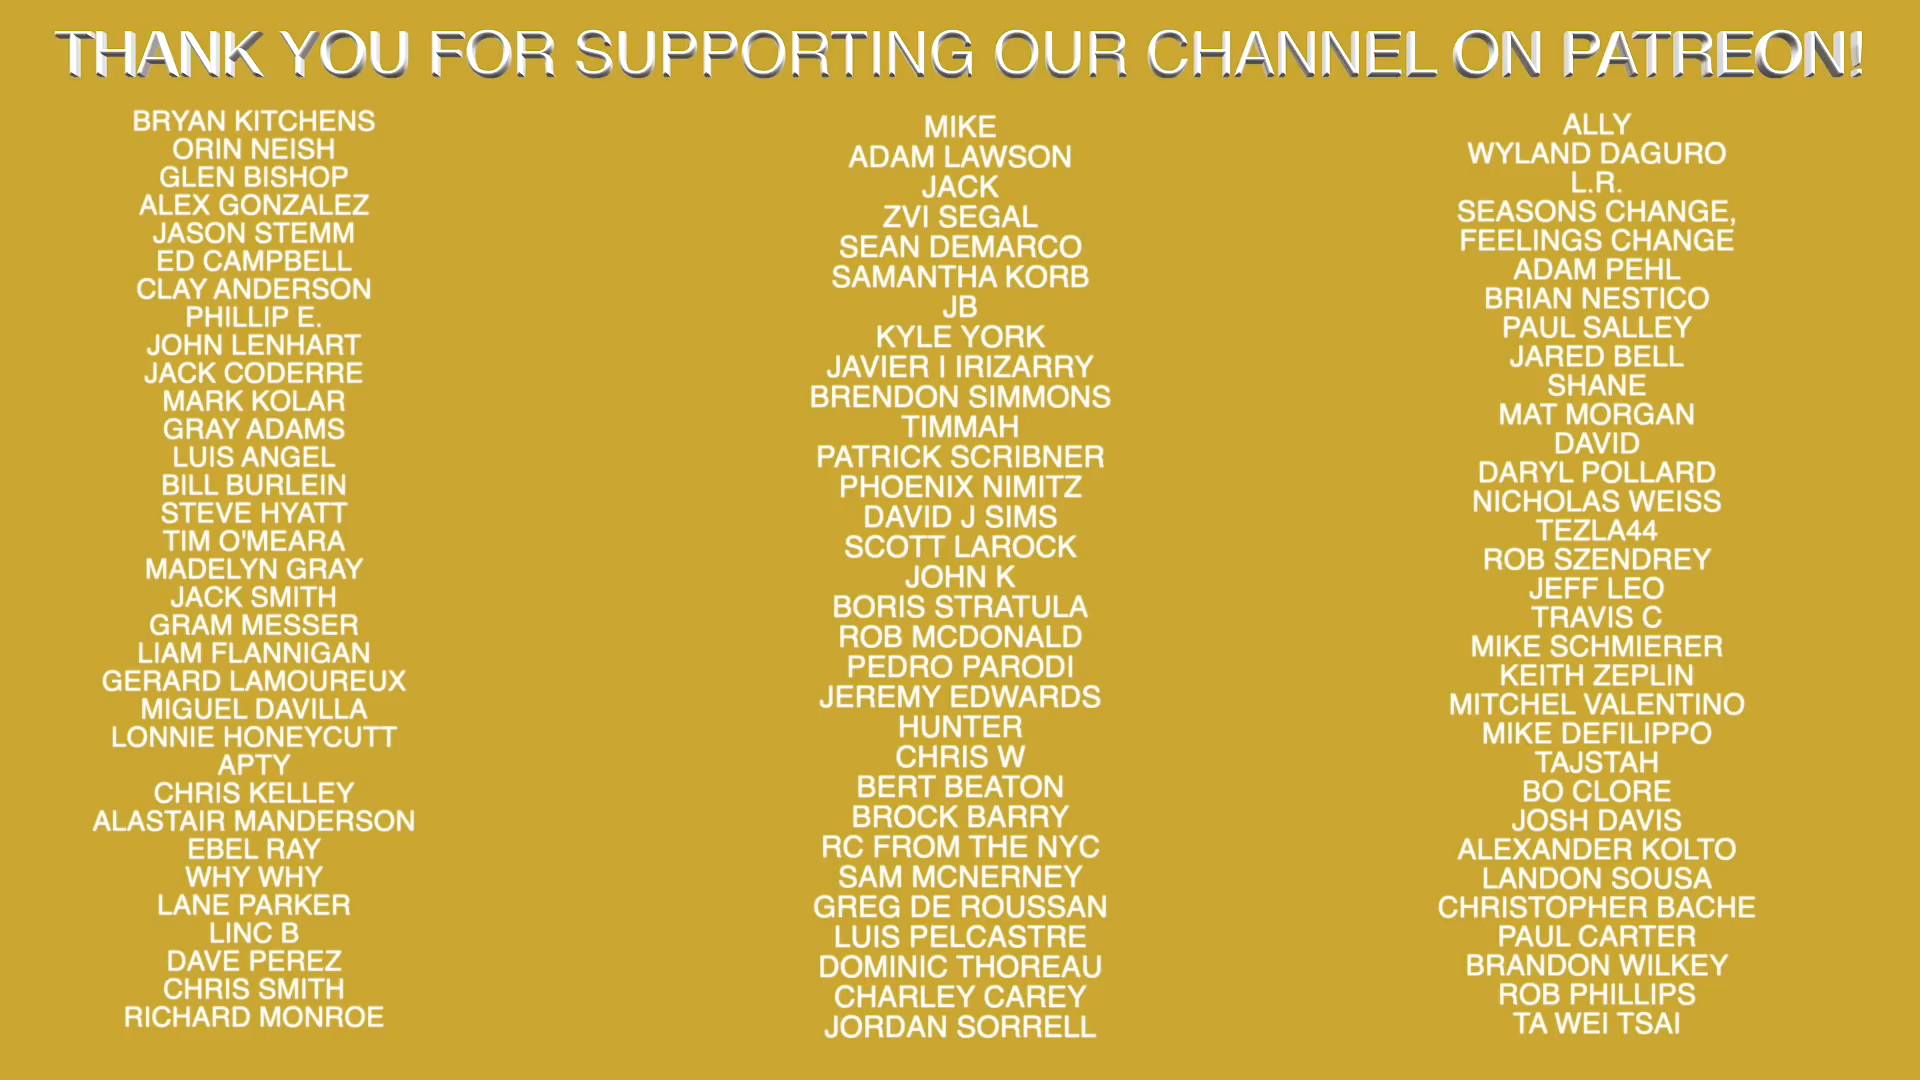 THANK YOU FOR SUPPORTING OUR CHANNEL ON PATREON!
BRYAN KITCHENS
ORIN NEISH
GLEN BISHOP
ALEX GONZALEZ
JASON STEMM
ED CAMPBELL
CLAY ANDERSON
PHILLIP E.
JOHN LENHART
JACK CODERRE
MARK KOLAR
GRAY ADAMS
LUIS ANGEL
BILL BURLEIN
STEVE HYATT
TIM O'MEARA
MADELYN GRAY
JACK SMITH
GRAM MESSER
LIAM FLANNIGAN
GERARD LAMOUREUX
MIGUEL DAVILLA
LONNIE HONEYCUTT
APTY
CHRIS KELLEY
ALASTAIR MANDERSON
EBEL RAY
WHY WHY
LANE PARKER
LINC B
DAVE PEREZ
CHRIS SMITH
RICHARD MONROE
MIKE
ADAM LAWSON
JACK
ZVI SEGAL
SEAN DEMARCO
SAMANTHA KORB
JB
KYLE YORK
JAVIER I IRIZARRY
BRENDON SIMMONS
TIMMAH
PATRICK SCRIBNER
PHOENIX NIMITZ
DAVID J SIMS
SCOTT LAROCK
JOHN K
BORIS STRATULA
ROB MCDONALD
PEDRO PARODI
JEREMY EDWARDS
HUNTER
CHRIS W
BERT BEATON
BROCK BARRY
RC FROM THE NYC
SAM MCNERNEY
GREG DE ROUSSAN
LUIS PELCASTRE
DOMINIC THOREAU
CHARLEY CAREY
JORDAN SORRELL
ALLY
WYLAND DAGURO
L.R.
SEASONS CHANGE,
FEELINGS CHANGE
ADAM PEHL
BRIAN NESTICO
PAUL SALLEY
JARED BELL
SHANE
MAT MORGAN
DAVID
DARYL POLLARD
NICHOLAS WEISS
TEZLA44
ROB SZENDREY
JEFF LEO
TRAVIS C
MIKE SCHMIERER
KEITH ZEPLIN
MITCHEL VALENTINO
MIKE DEFILIPPO
TAJSTAH
BO CLORE
JOSH DAVIS
ALEXANDER KOLTO
LANDON SOUSA
CHRISTOPHER BACHE
PAUL CARTER
BRANDON WILKEY
ROB PHILLIPS
TA WEI TSAI